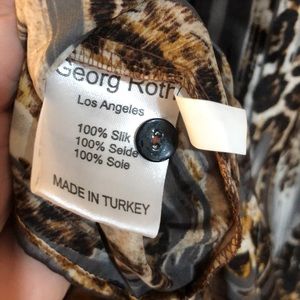 Georg Roth
Los Angeles
100% Slik
100% Seide
100% Soie
MADE IN TURKEY